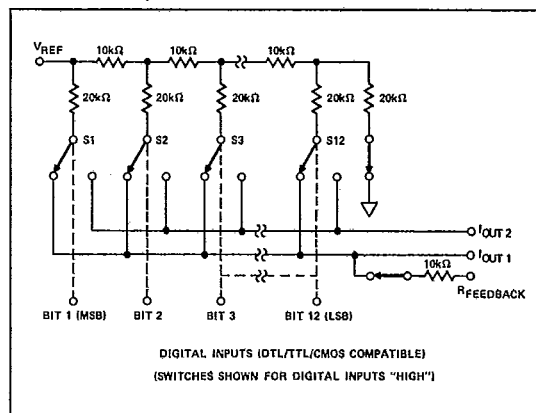 VREF
10kΩ 10kΩ 10kΩ
20kΩ 20kΩ 20kΩ 20kΩ 20kΩ
S1 S2 S3 S12
IOUT 2
IOUT 1
10kΩ
RFEEDBACK
BIT 1 (MSB) BIT 2 BIT 3 BIT 12 (LSB)
DIGITAL INPUTS (DTL/TTL/CMOS COMPATIBLE)
(SWITCHES SHOWN FOR DIGITAL INPUTS "HIGH")